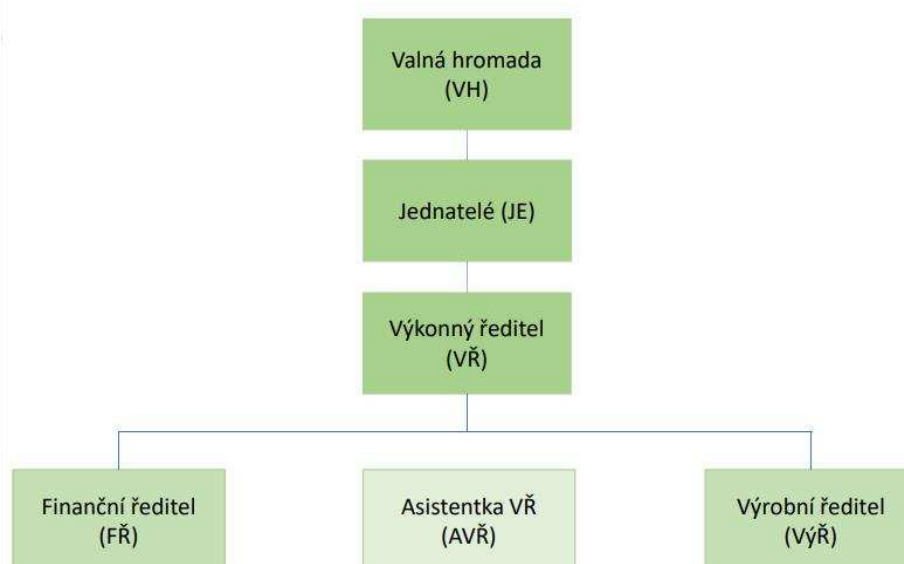 Valná hromada
(VH)
Jednatelé (JE)
Výkonný ředitel
(VŘ)
Finanční ředitel
(FŘ)
Asistentka VŘ
(AVŘ)
Výrobní ředitel
(VýŘ)